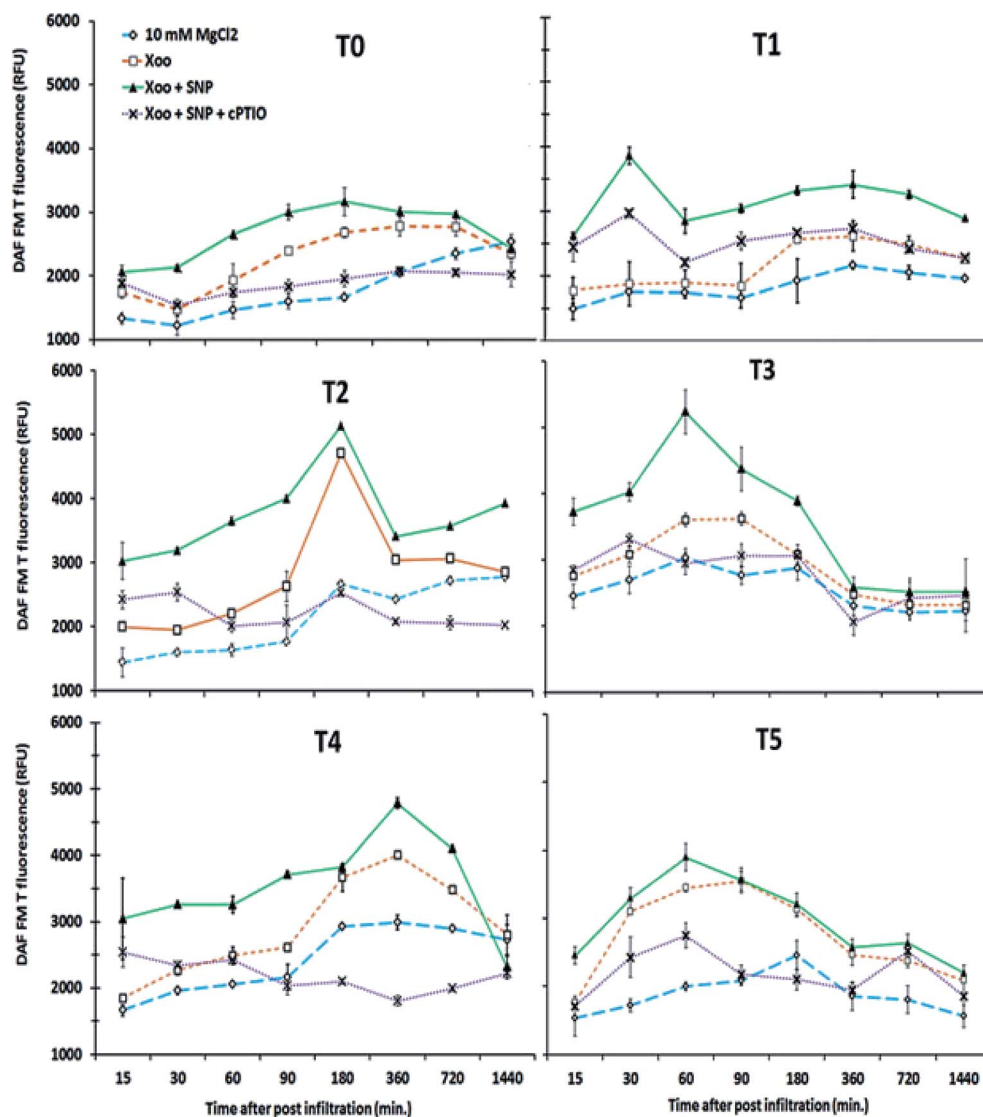 6000
5000
4000
3000
2000
1000
DAF FM T fluorescence (RFU)
10 mM MgCl2
Xoo
Xoo + SNP
Xoo + SNP + cPTIO
T0
T1
6000
5000
4000
3000
2000
1000
DAF FM T fluorescence (RFU)
T2
T3
6000
5000
4000
3000
2000
1000
DAF FM T fluorescence (RFU)
T4
T5
15 30 60 90 180 360 720 1440
Time after post infiltration (min.)
15 30 60 90 180 360 720 1440
Time after post infiltration (min.)